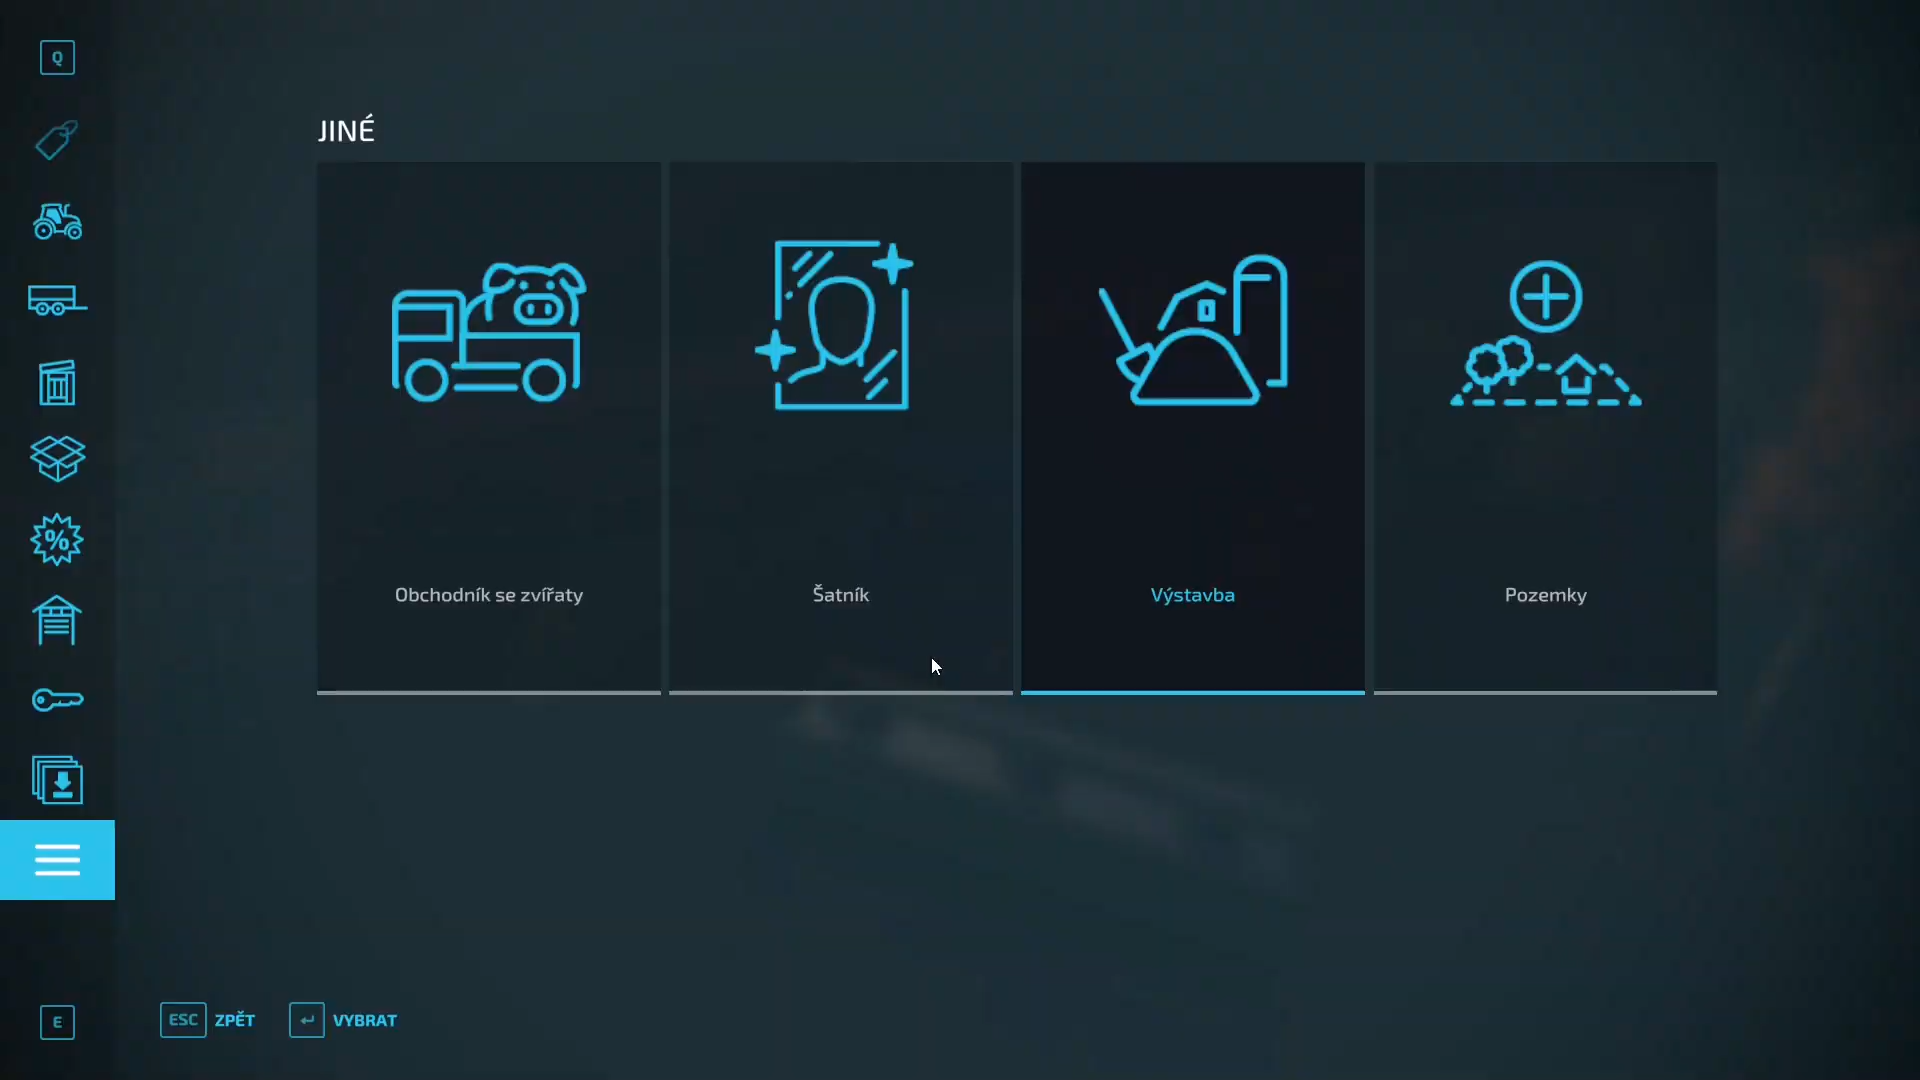 Q
JINÉ
Obchodník se zvířaty
Šatník
Výstavba
Pozemky
%
E
ESC ZPĚT
↵ VYBRAT